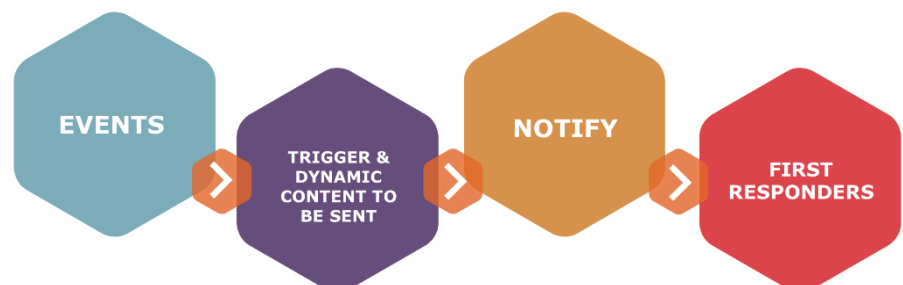 EVENTS
TRIGGER &
DYNAMIC
CONTENT TO
BE SENT
NOTIFY
FIRST
RESPONDERS